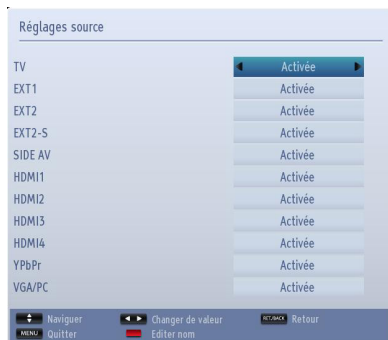 Réglages source
TV Activée
EXT1 Activée
EXT2 Activée
EXT2-S Activée
SIDE AV Activée
HDMI1 Activée
HDMI2 Activée
HDMI3 Activée
HDMI4 Activée
YPbPr Activée
VGA/PC Activée
Naviguer Changer de valeur RET./BACK Retour
MENU Quitter Editer nom